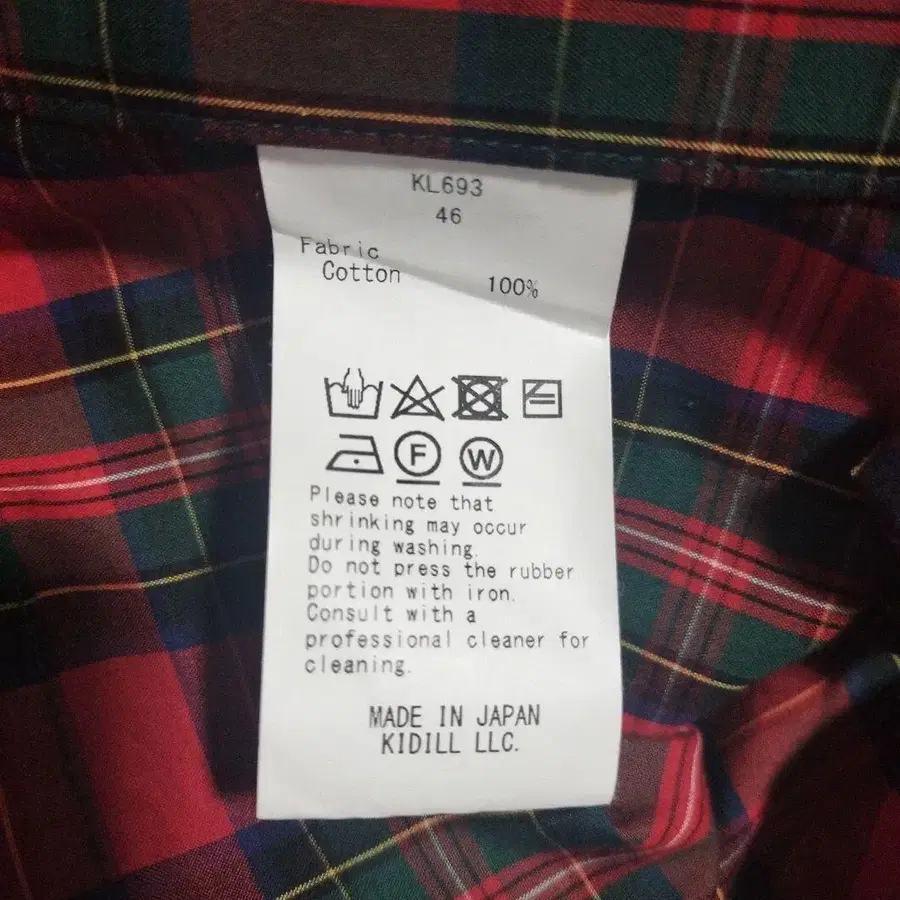 KL693
46
Fabric
Cotton 100%
F W
Please note that
shrinking may occur
during washing.
Do not press the rubber
portion with iron.
Consult with a
professional cleaner for
cleaning.
MADE IN JAPAN
KIDILL LLC.